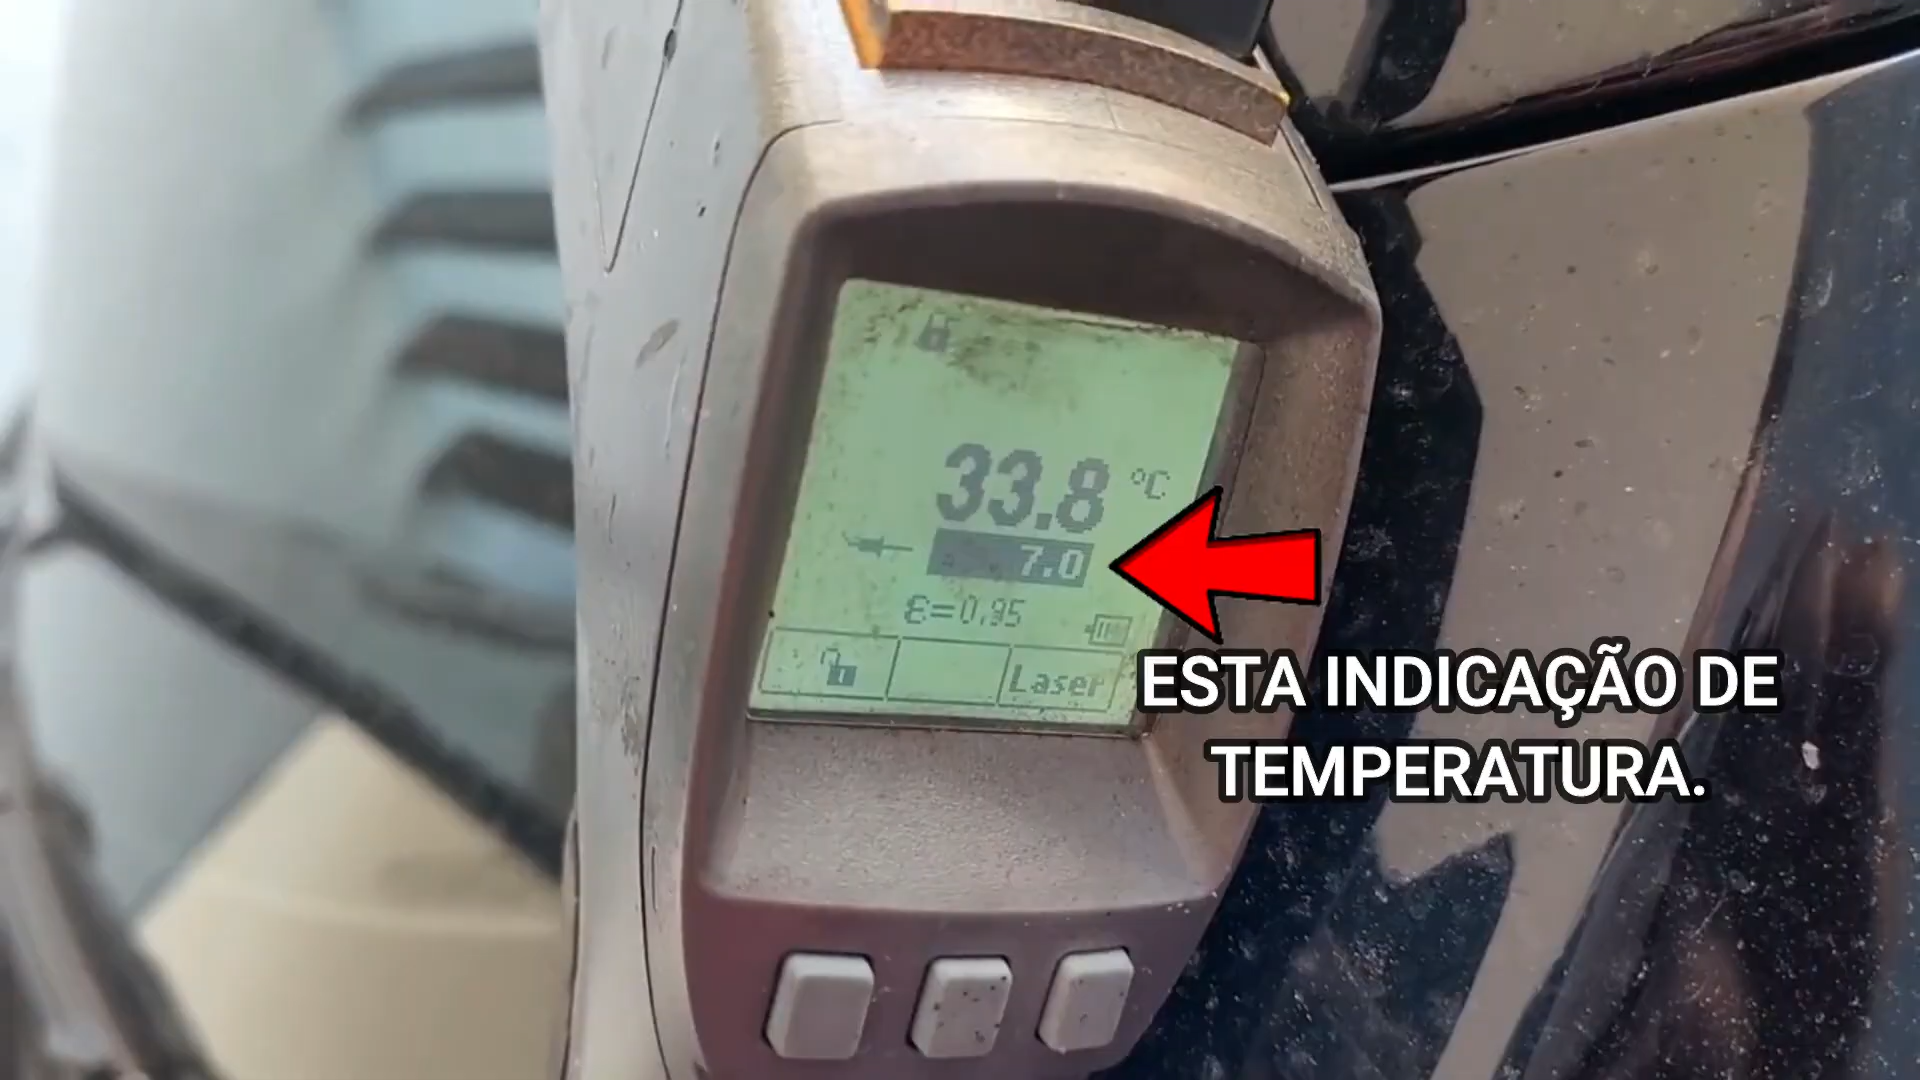 33.8 °C
7.0
ε=0,95
Laser
ESTA INDICAÇÃO DE
TEMPERATURA.